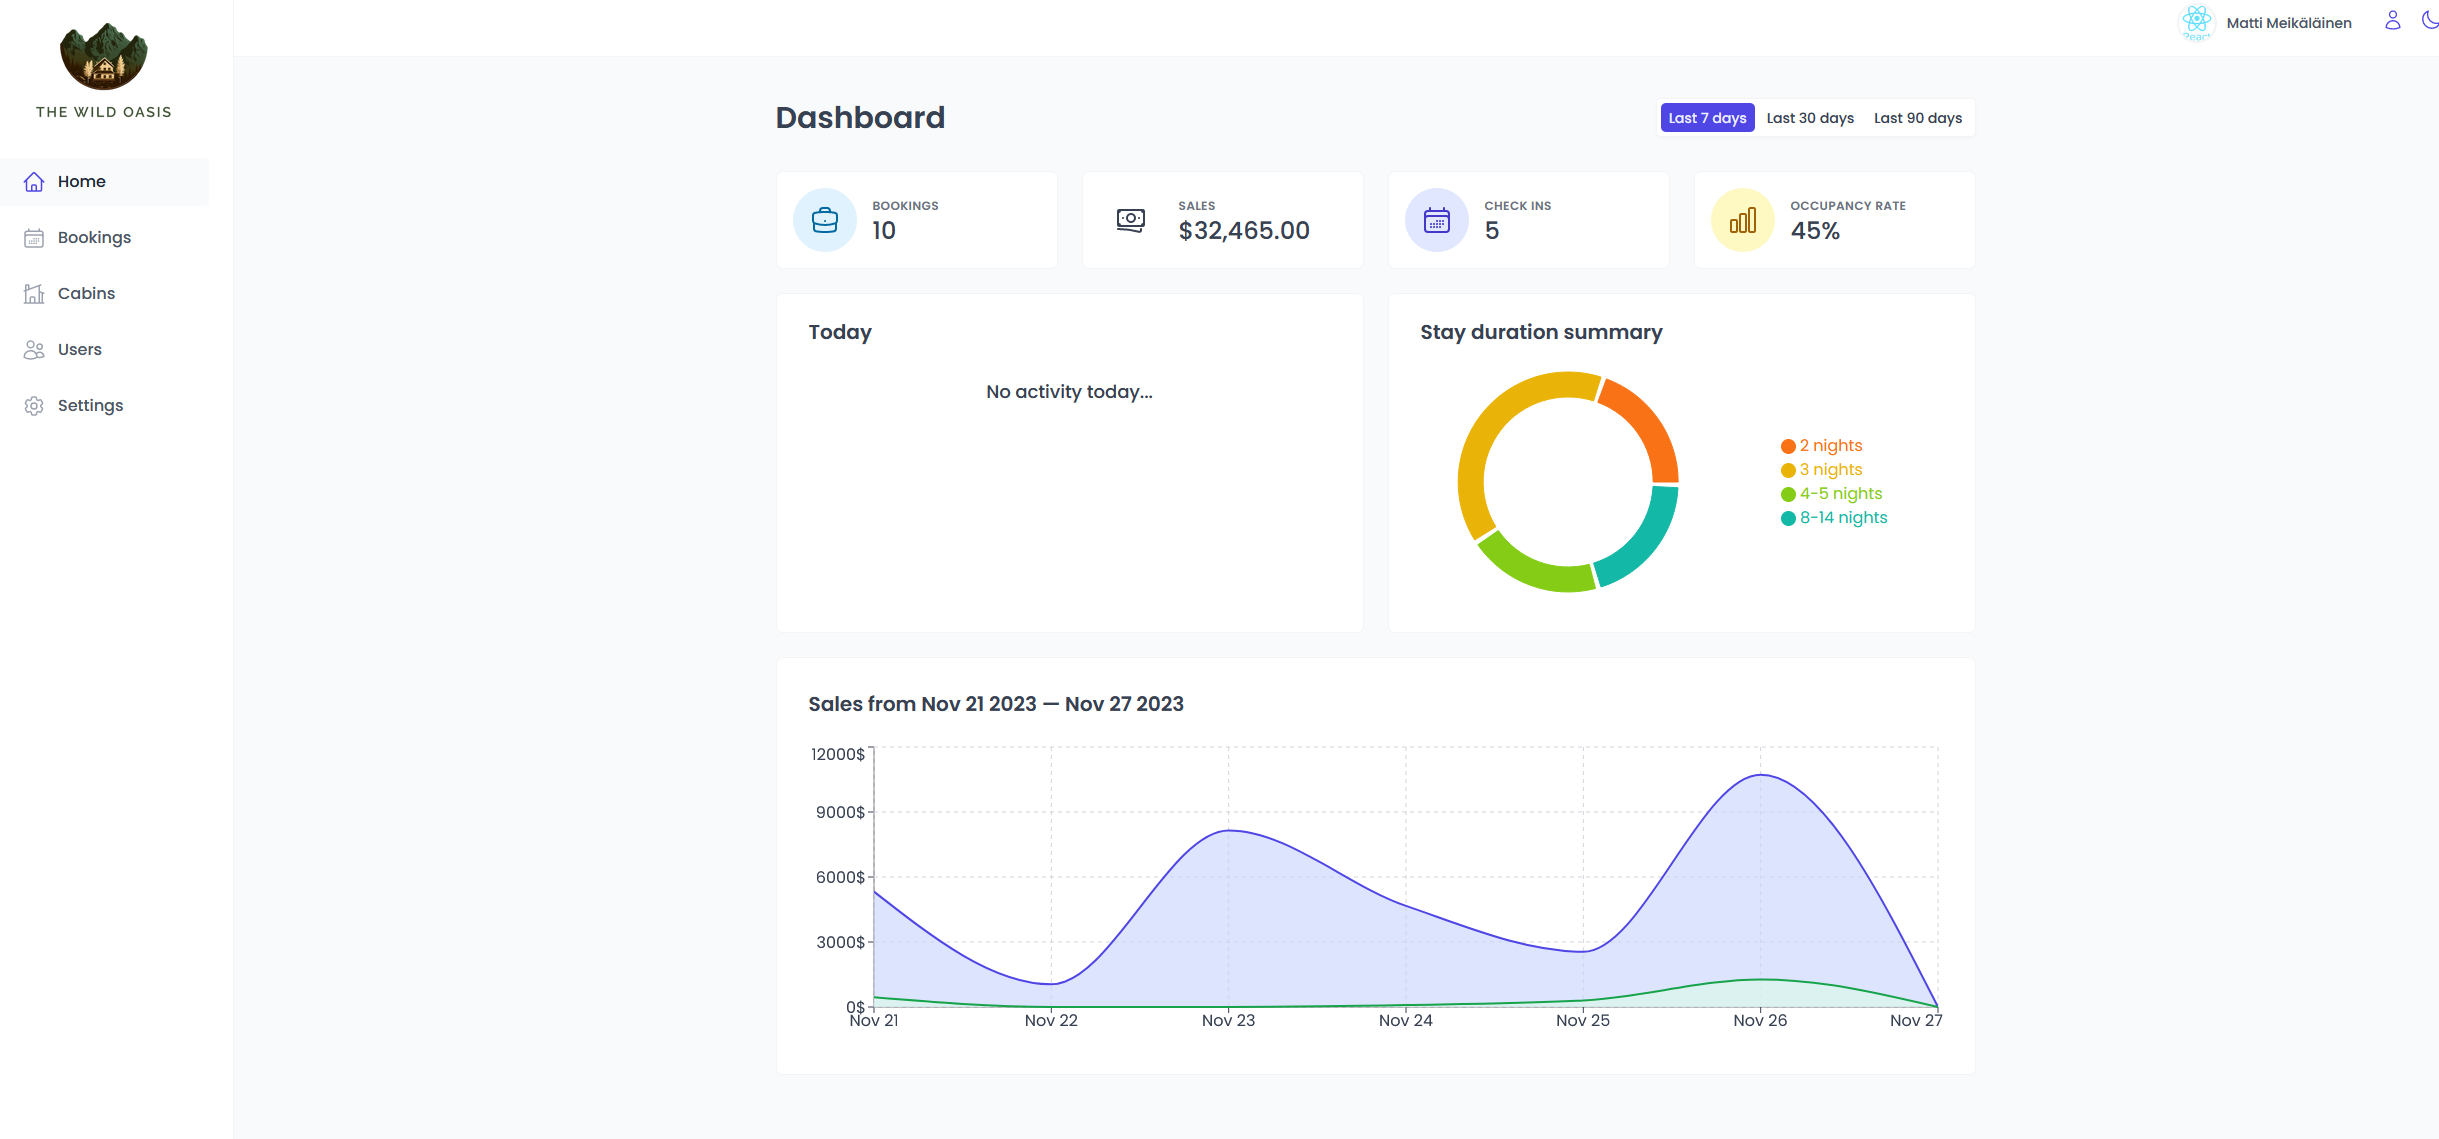 THE WILD OASIS
Home
Bookings
Cabins
Users
Settings
React
Matti Meikäläinen
Dashboard
Last 7 days Last 30 days Last 90 days
BOOKINGS
10
SALES
$32,465.00
CHECK INS
5
OCCUPANCY RATE
45%
Today
No activity today...
Stay duration summary
2 nights
3 nights
4-5 nights
8-14 nights
Sales from Nov 21 2023 — Nov 27 2023
12000$
9000$
6000$
3000$
0$
Nov 21 Nov 22 Nov 23 Nov 24 Nov 25 Nov 26 Nov 27